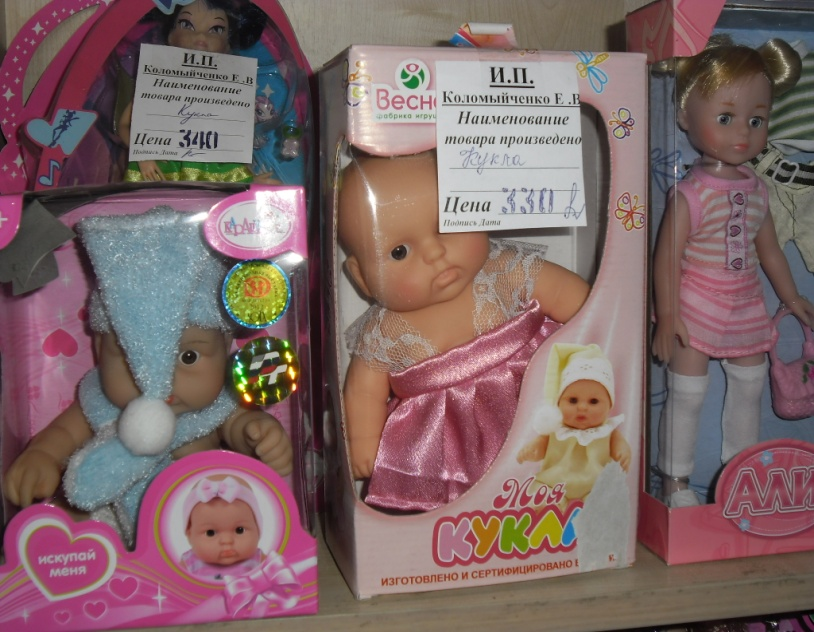 И.П.
Коломыйченко Е .В
Наименование
товара произведено
Кукла
Цена 340
Подпись Дата
Весна
фабрика игруш
И.П.
Коломыйченко Е .В
Наименование
товара произведено
Кукла
Цена 330
Подпись Дата
искупай
меня
Моя
КУКЛА
ИЗГОТОВЛЕНО И СЕРТИФИЦИРОВАНО В
К.
АЛИ